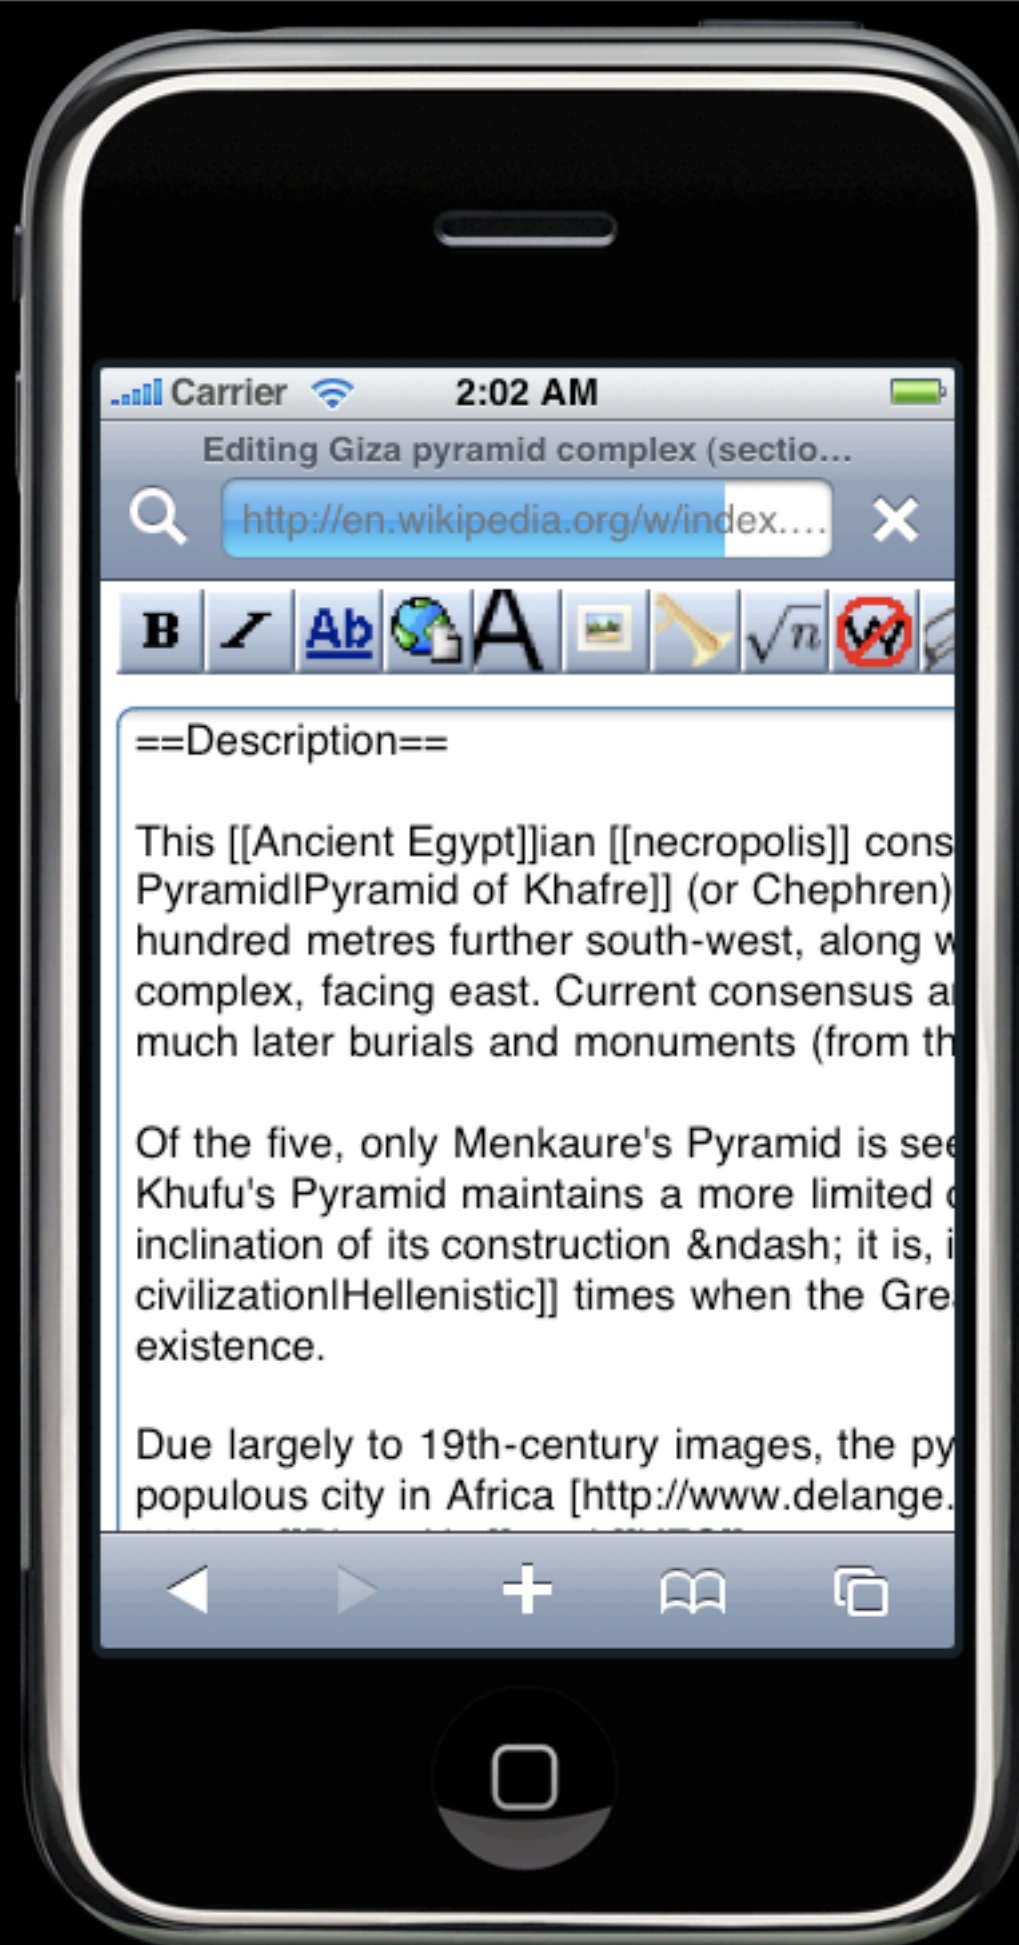 Carrier 2:02 AM
Editing Giza pyramid complex (sectio...
http://en.wikipedia.org/w/index....
B I Ab A √n W
==Description==
This [[Ancient Egypt]]ian [[necropolis]] cons
Pyramid|Pyramid of Khafre]] (or Chephren)
hundred metres further south-west, along w
complex, facing east. Current consensus a
much later burials and monuments (from th
Of the five, only Menkaure's Pyramid is see
Khufu's Pyramid maintains a more limited
inclination of its construction &ndash; it is, i
civilization|Hellenistic]] times when the Grea
existence.
Due largely to 19th-century images, the py
populous city in Africa [http://www.delange.